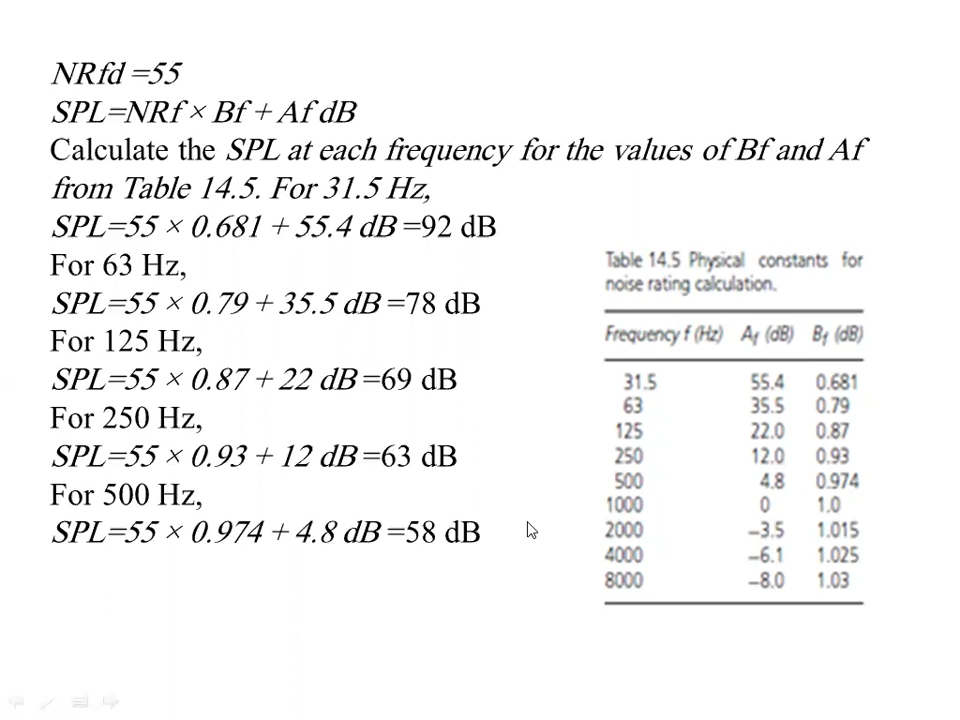 NRfd =55
SPL=NRf × Bf + Af dB
Calculate the SPL at each frequency for the values of Bf and Af
from Table 14.5. For 31.5 Hz,
SPL=55 × 0.681 + 55.4 dB =92 dB
For 63 Hz,
SPL=55 × 0.79 + 35.5 dB =78 dB
For 125 Hz,
SPL=55 × 0.87 + 22 dB =69 dB
For 250 Hz,
SPL=55 × 0.93 + 12 dB =63 dB
For 500 Hz,
SPL=55 × 0.974 + 4.8 dB =58 dB
Table 14.5 Physical constants for
noise rating calculation.
Frequency f (Hz) Af (dB) Bf (dB)
31.5 55.4 0.681
63 35.5 0.79
125 22.0 0.87
250 12.0 0.93
500 4.8 0.974
1000 0 1.0
2000 –3.5 1.015
4000 –6.1 1.025
8000 –8.0 1.03